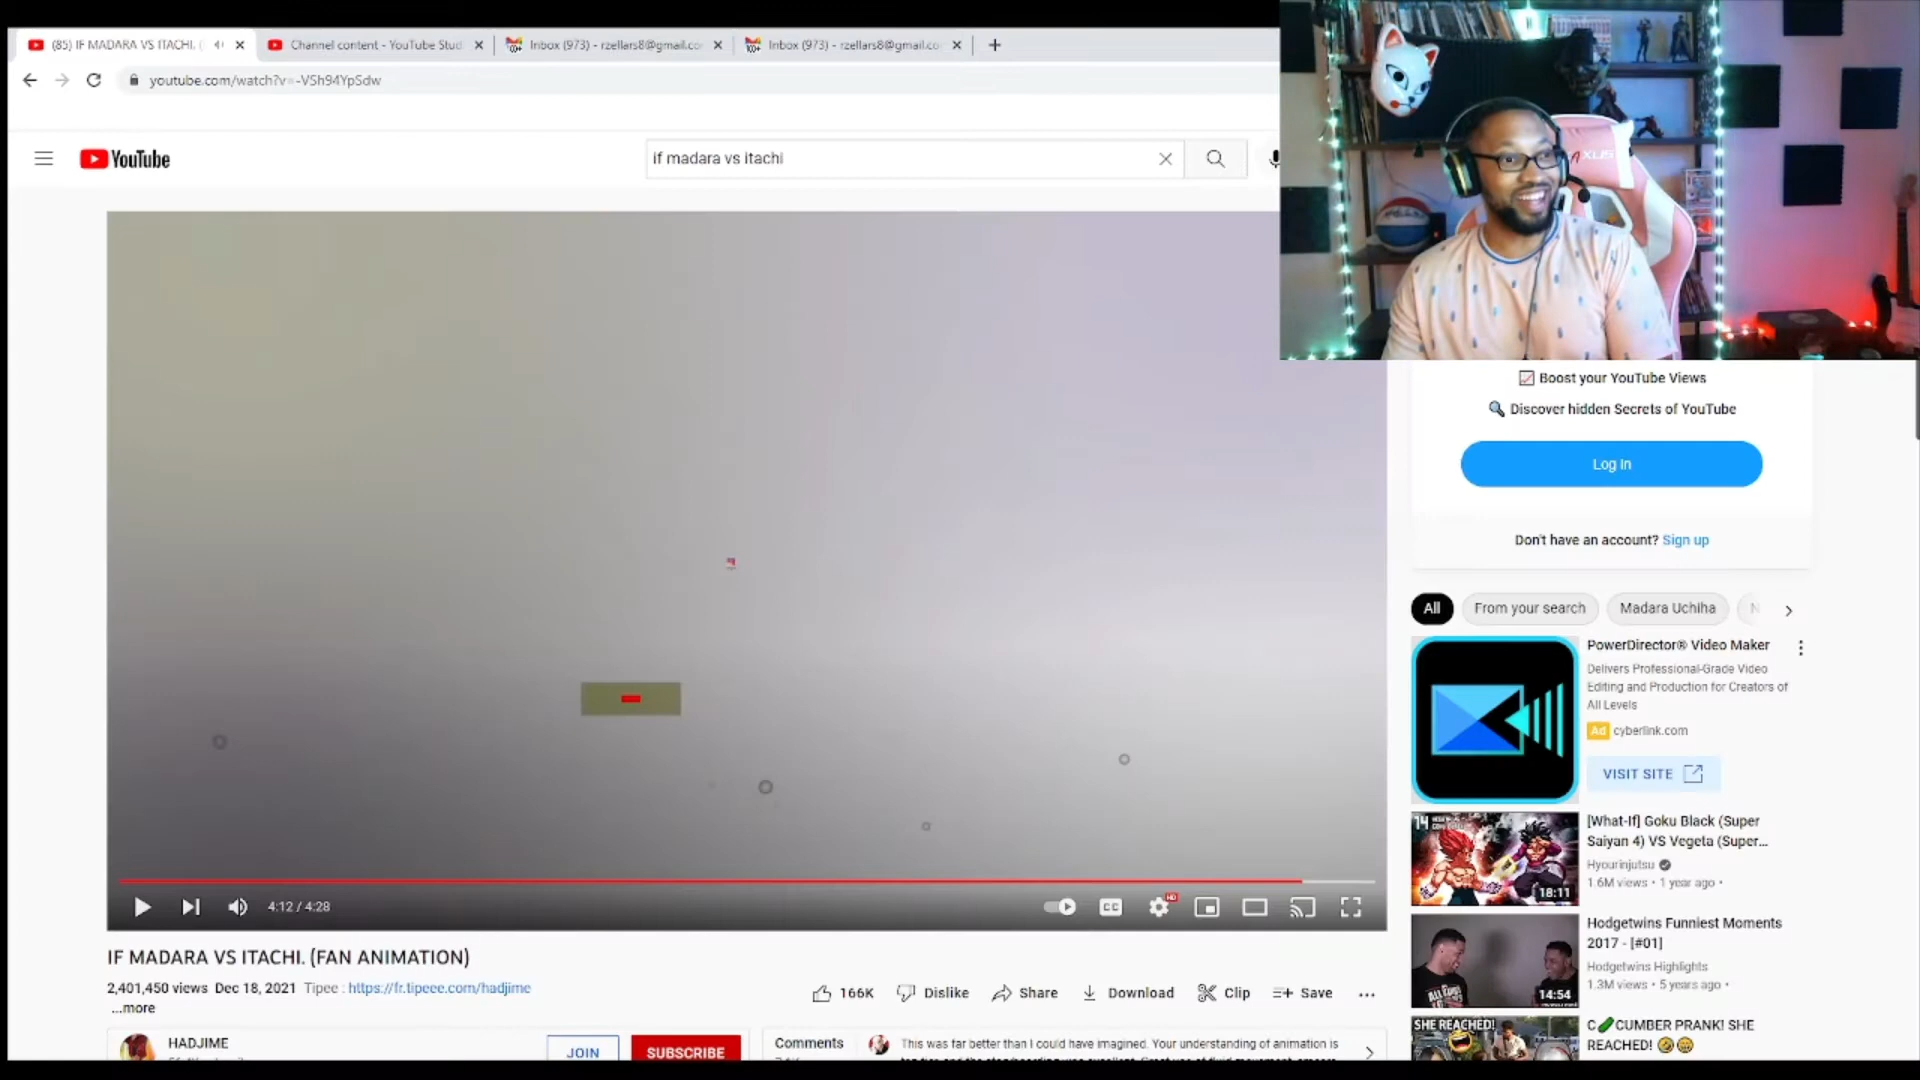 (85) IF MADARA VS ITACHI. (
Channel content - YouTube Stud
Inbox (973) - rzellars8@gmail.co
Inbox (973) - rzellars8@gmail.co
youtube.com/watch?v=-VSh94YpSdw
YouTube
if madara vs itachi
AXUS
Boost your YouTube Views
Discover hidden Secrets of YouTube
Log In
Don't have an account? Sign up
All
From your search
Madara Uchiha
N
PowerDirector® Video Maker
Delivers Professional-Grade Video
Editing and Production for Creators of
All Levels
Ad cyberlink.com
VISIT SITE
[What-If] Goku Black (Super
Saiyan 4) VS Vegeta (Super...
Hyourinjutsu
1.6M views • 1 year ago •
14
18:11
Hodgetwins Funniest Moments
2017 - [#01]
Hodgetwins Highlights
1.3M views • 5 years ago •
14:54
SHE REACHED!
C🥒CUMBER PRANK! SHE
REACHED! 🤣😁
4:12 / 4:28
CC
HD
IF MADARA VS ITACHI. (FAN ANIMATION)
2,401,450 views Dec 18, 2021 Tipee : https://fr.tipeee.com/hadjime
...more
166K
Dislike
Share
Download
Clip
Save
HADJIME
JOIN
SUBSCRIBE
Comments
This was far better than I could have imagined. Your understanding of animation is